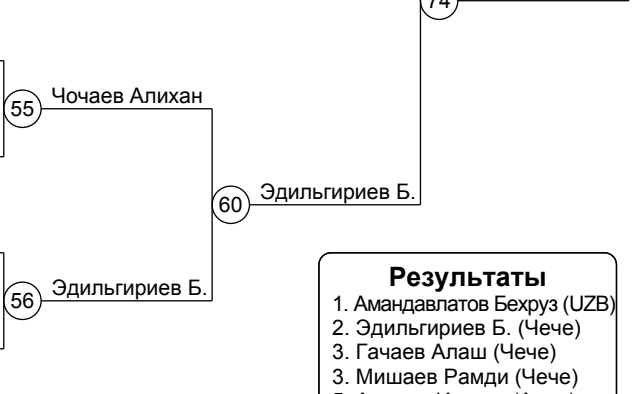 74
55 Чочаев Алихан
60 Эдильгириев Б.
56 Эдильгириев Б.
Результаты
1. Амандавлатов Бехруз (UZB)
2. Эдильгириев Б. (Чече)
3. Гачаев Алаш (Чече)
3. Мишаев Рамди (Чече)